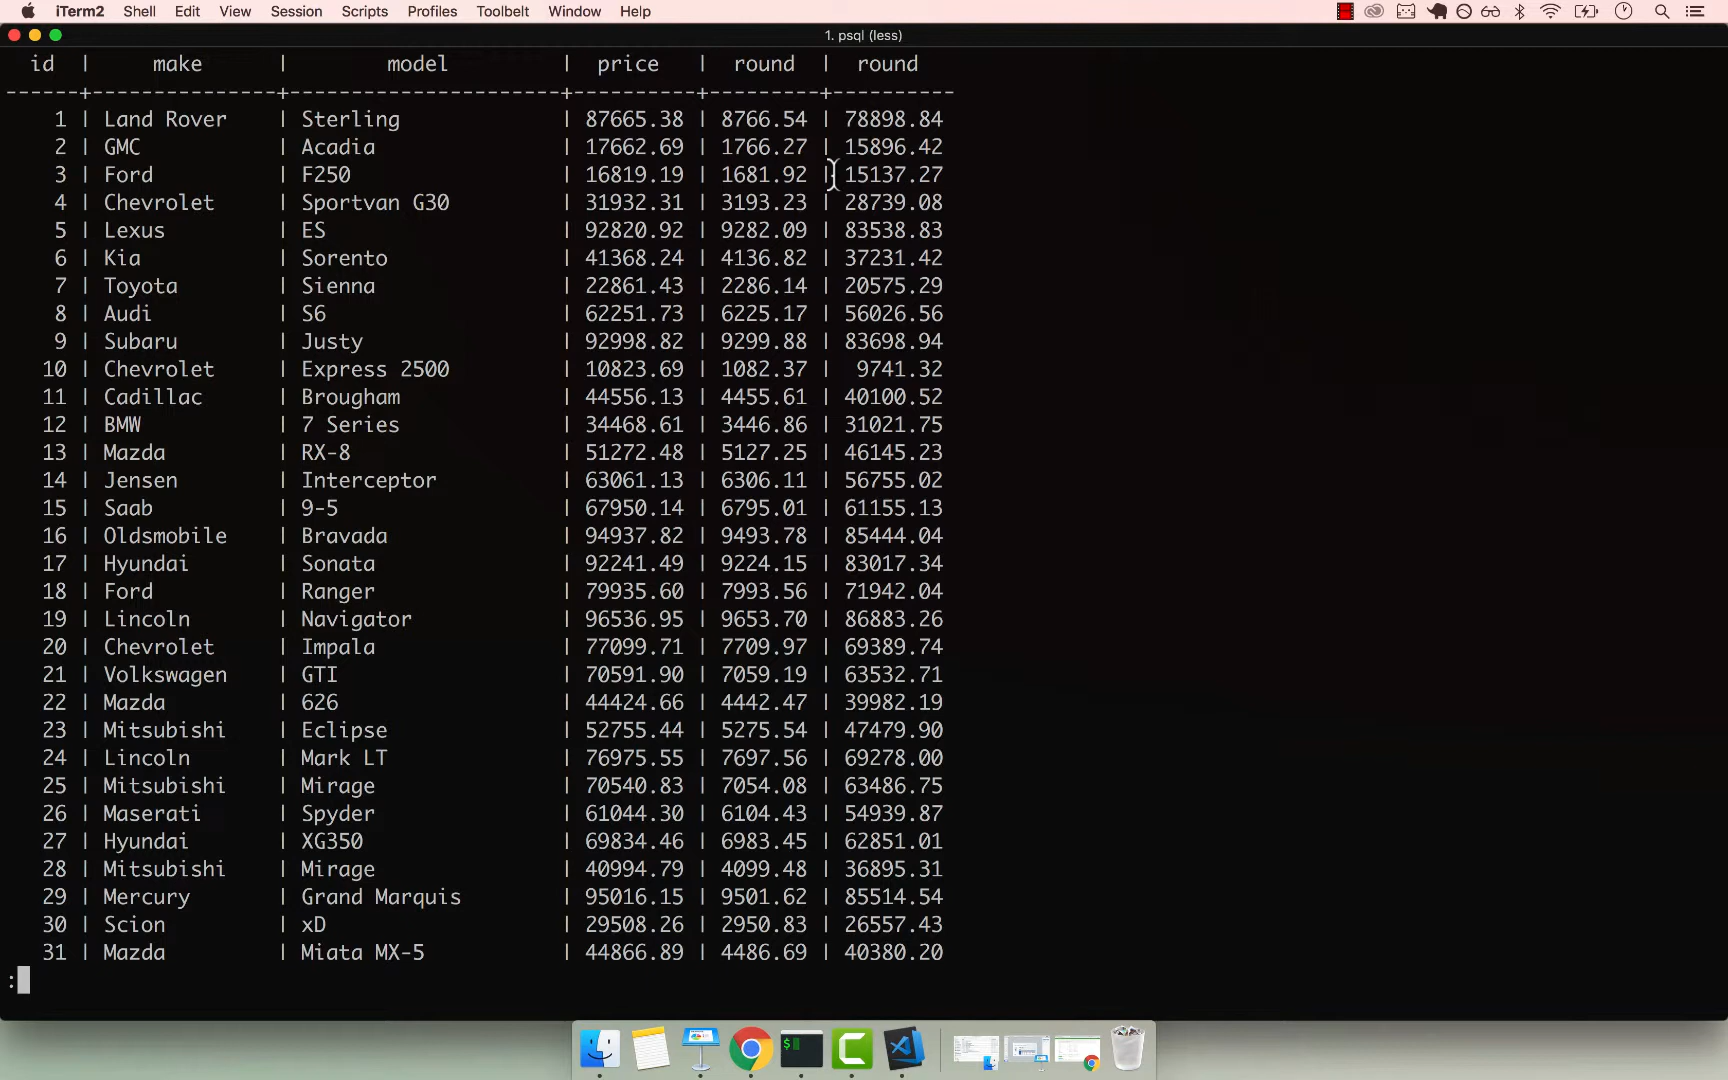 iTerm2 Shell Edit View Session Scripts Profiles Toolbelt Window Help
1. psql (less)
id | make | model | price | round | round
------+---------------+----------------------+----------+---------+----------
1 | Land Rover | Sterling | 87665.38 | 8766.54 | 78898.84
2 | GMC | Acadia | 17662.69 | 1766.27 | 15896.42
3 | Ford | F250 | 16819.19 | 1681.92 | 15137.27
4 | Chevrolet | Sportvan G30 | 31932.31 | 3193.23 | 28739.08
5 | Lexus | ES | 92820.92 | 9282.09 | 83538.83
6 | Kia | Sorento | 41368.24 | 4136.82 | 37231.42
7 | Toyota | Sienna | 22861.43 | 2286.14 | 20575.29
8 | Audi | S6 | 62251.73 | 6225.17 | 56026.56
9 | Subaru | Justy | 92998.82 | 9299.88 | 83698.94
10 | Chevrolet | Express 2500 | 10823.69 | 1082.37 | 9741.32
11 | Cadillac | Brougham | 44556.13 | 4455.61 | 40100.52
12 | BMW | 7 Series | 34468.61 | 3446.86 | 31021.75
13 | Mazda | RX-8 | 51272.48 | 5127.25 | 46145.23
14 | Jensen | Interceptor | 63061.13 | 6306.11 | 56755.02
15 | Saab | 9-5 | 67950.14 | 6795.01 | 61155.13
16 | Oldsmobile | Bravada | 94937.82 | 9493.78 | 85444.04
17 | Hyundai | Sonata | 92241.49 | 9224.15 | 83017.34
18 | Ford | Ranger | 79935.60 | 7993.56 | 71942.04
19 | Lincoln | Navigator | 96536.95 | 9653.70 | 86883.26
20 | Chevrolet | Impala | 77099.71 | 7709.97 | 69389.74
21 | Volkswagen | GTI | 70591.90 | 7059.19 | 63532.71
22 | Mazda | 626 | 44424.66 | 4442.47 | 39982.19
23 | Mitsubishi | Eclipse | 52755.44 | 5275.54 | 47479.90
24 | Lincoln | Mark LT | 76975.55 | 7697.56 | 69278.00
25 | Mitsubishi | Mirage | 70540.83 | 7054.08 | 63486.75
26 | Maserati | Spyder | 61044.30 | 6104.43 | 54939.87
27 | Hyundai | XG350 | 69834.46 | 6983.45 | 62851.01
28 | Mitsubishi | Mirage | 40994.79 | 4099.48 | 36895.31
29 | Mercury | Grand Marquis | 95016.15 | 9501.62 | 85514.54
30 | Scion | xD | 29508.26 | 2950.83 | 26557.43
31 | Mazda | Miata MX-5 | 44866.89 | 4486.69 | 40380.20
: